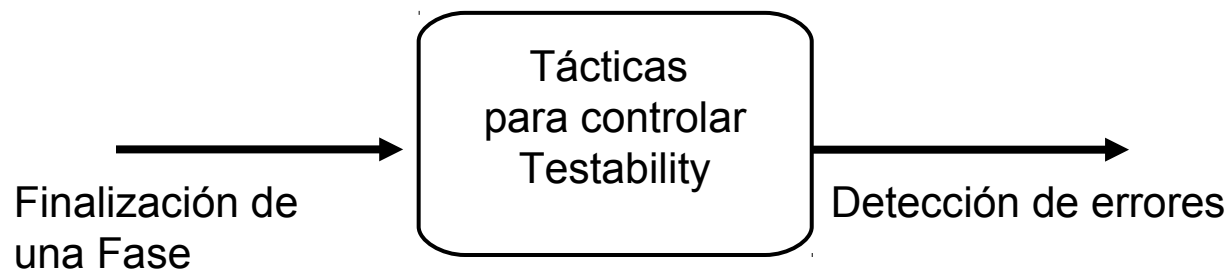 Tácticas
para controlar
Testability
Finalización de
una Fase
Detección de errores